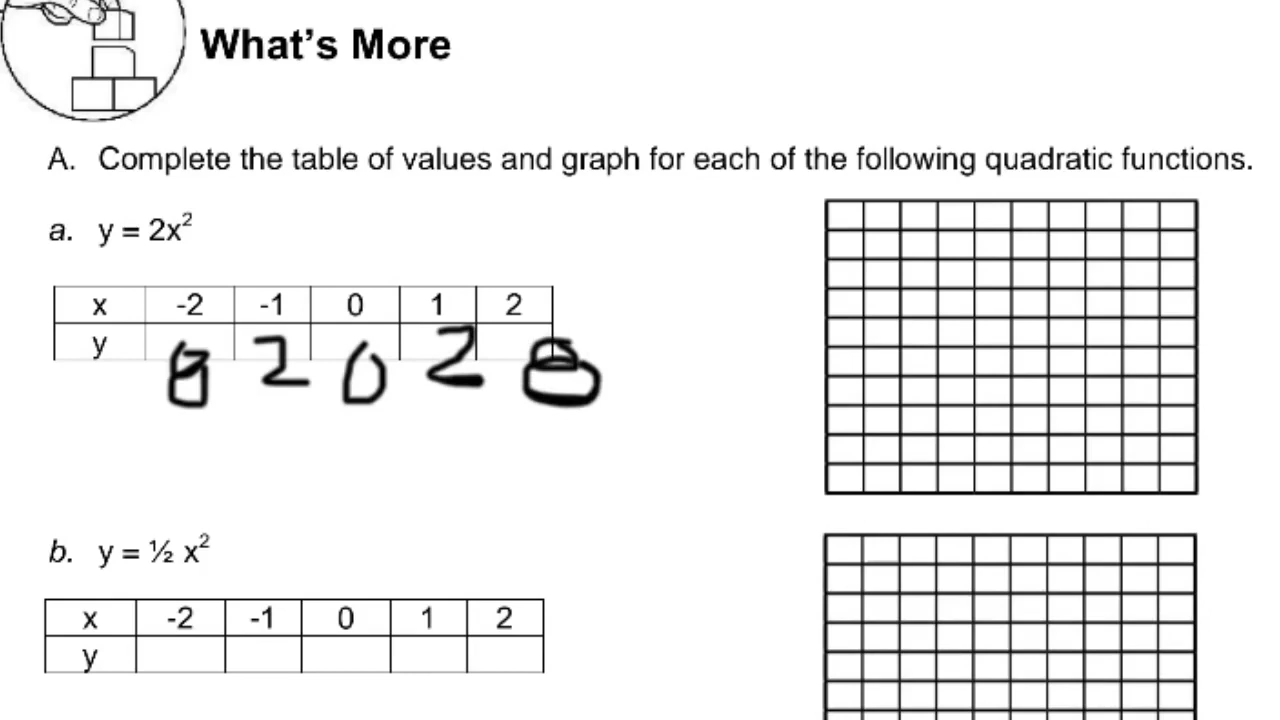 What's More
A. Complete the table of values and graph for each of the following quadratic functions.
a. y = 2x²
x -2 -1 0 1 2
y 8 2 0 2 8
b. y = ½ x²
x -2 -1 0 1 2
y